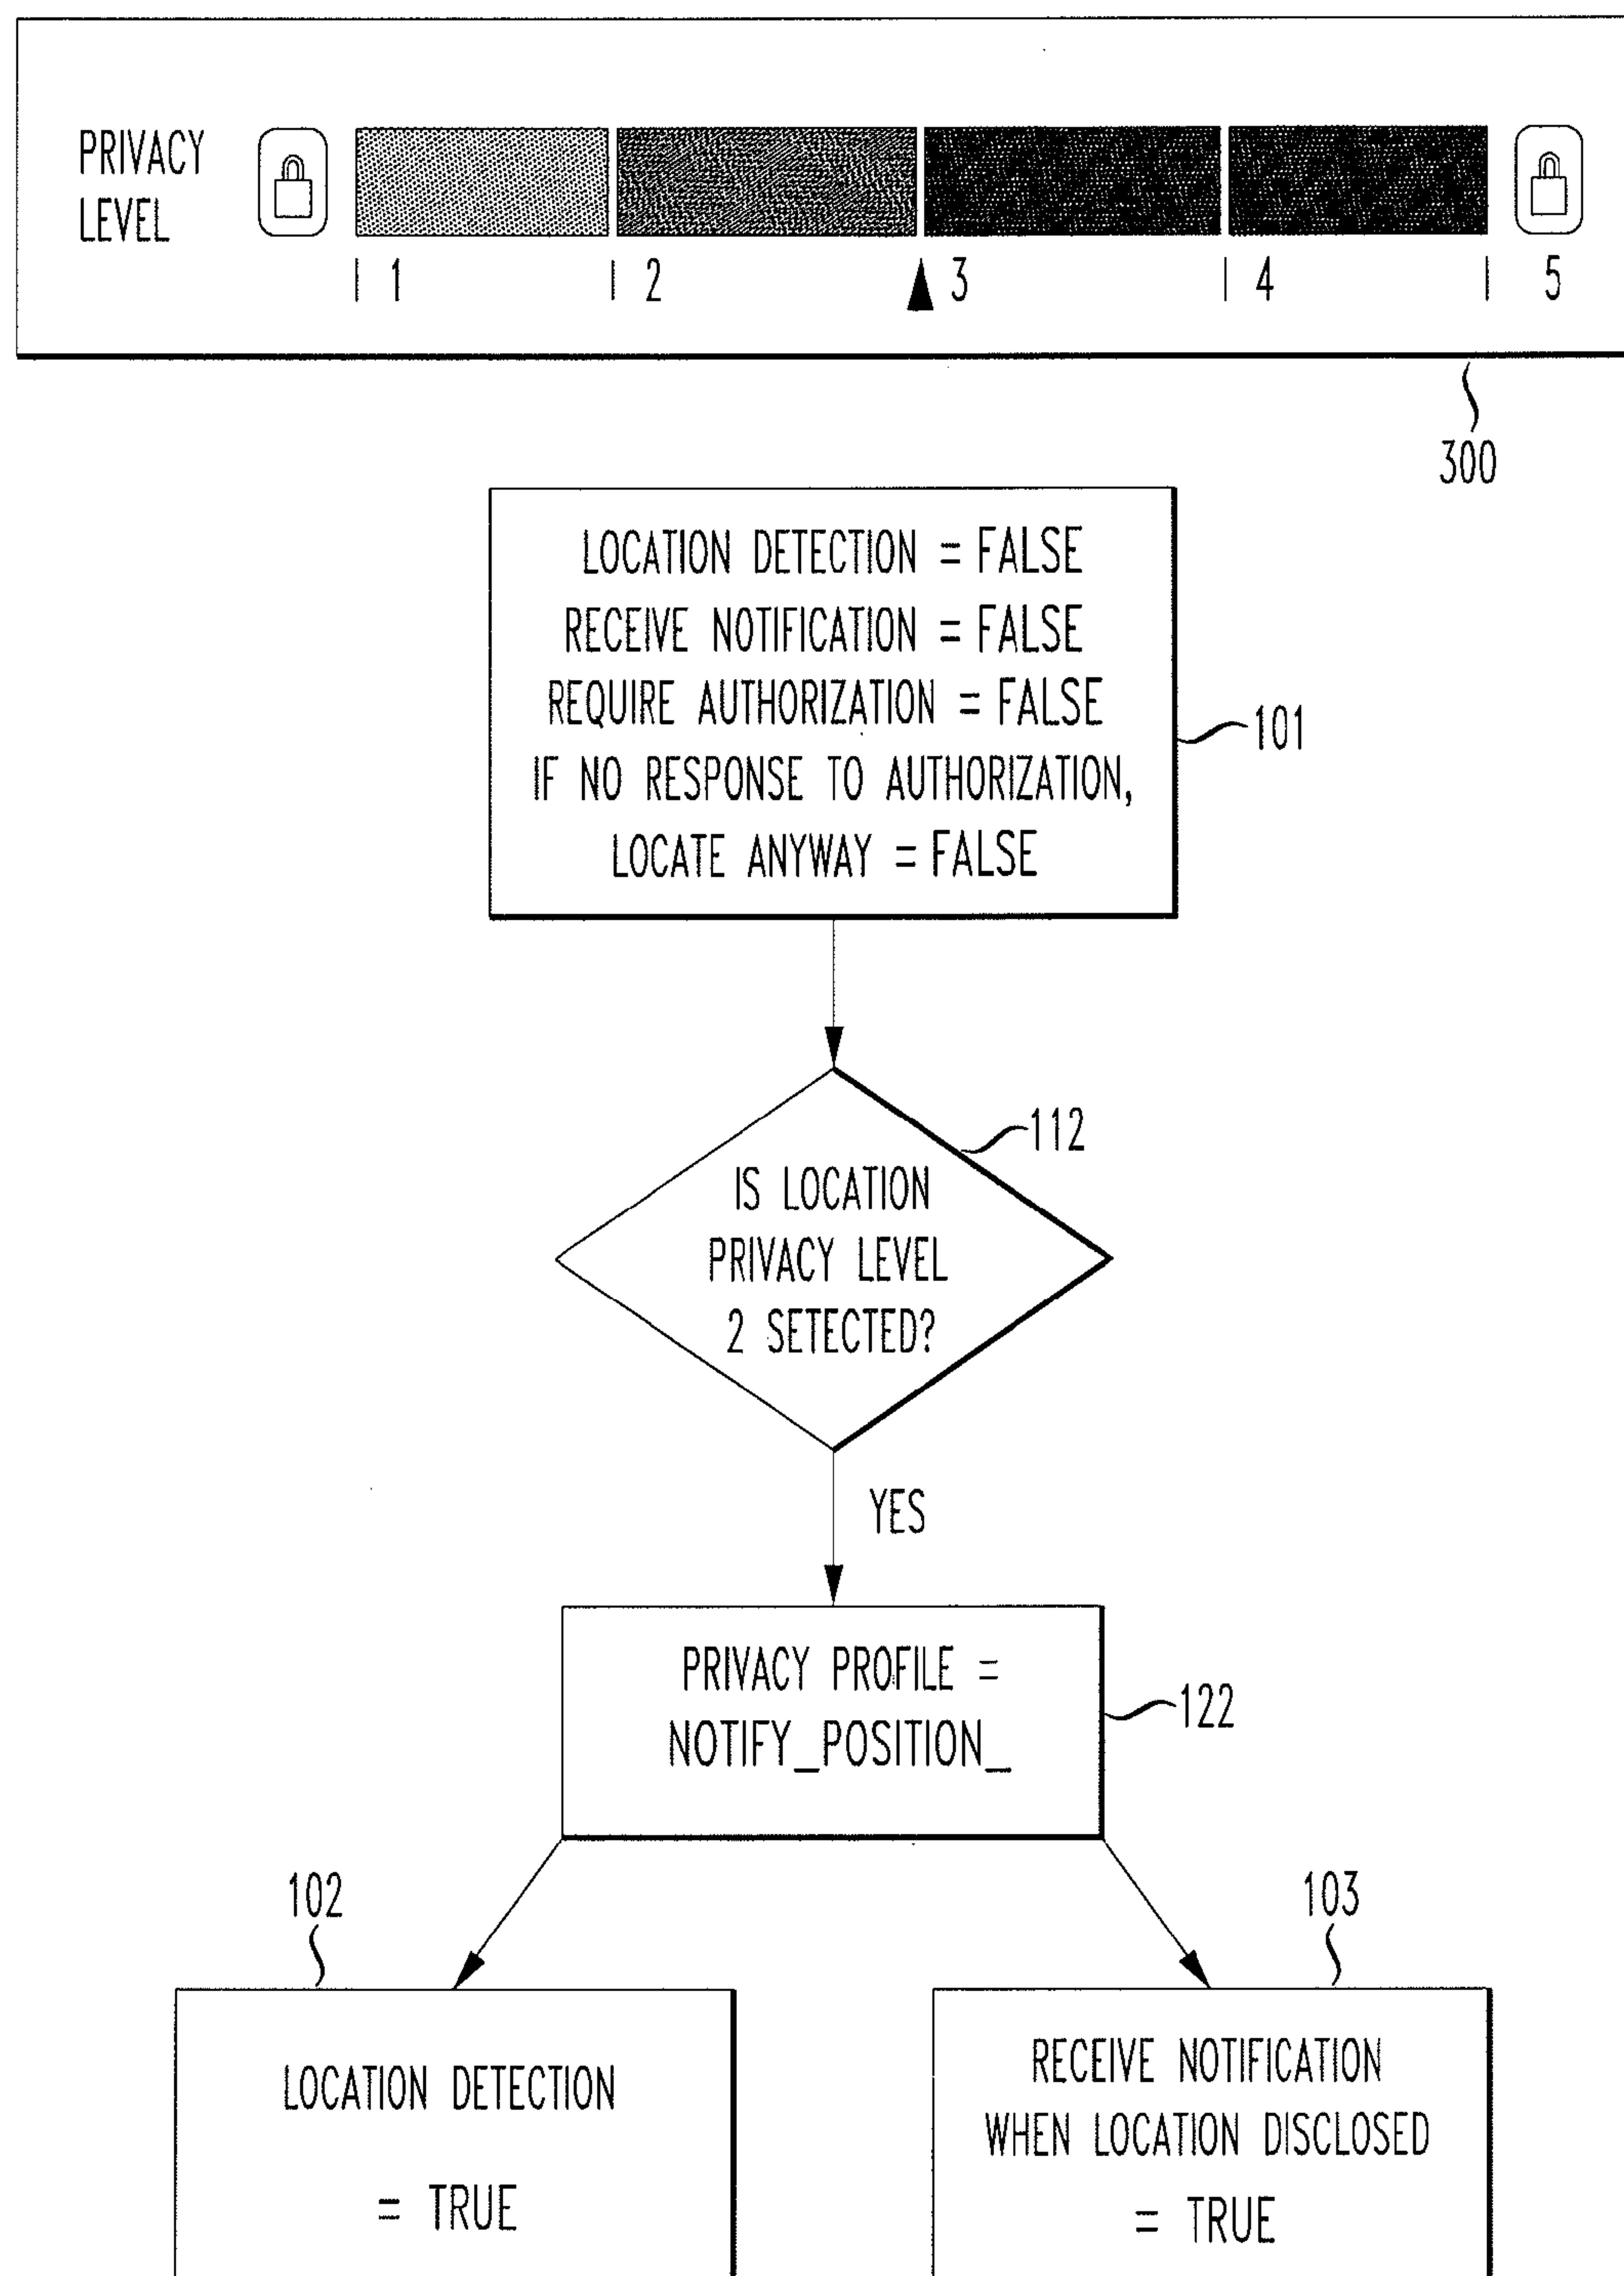 PRIVACY
LEVEL
1 2 3 4 5
300
LOCATION DETECTION = FALSE
RECEIVE NOTIFICATION = FALSE
REQUIRE AUTHORIZATION = FALSE
IF NO RESPONSE TO AUTHORIZATION,
LOCATE ANYWAY = FALSE
101
112
IS LOCATION
PRIVACY LEVEL
2 SETECTED?
YES
PRIVACY PROFILE =
NOTIFY_POSITION_
122
102
103
LOCATION DETECTION
= TRUE
RECEIVE NOTIFICATION
WHEN LOCATION DISCLOSED
= TRUE